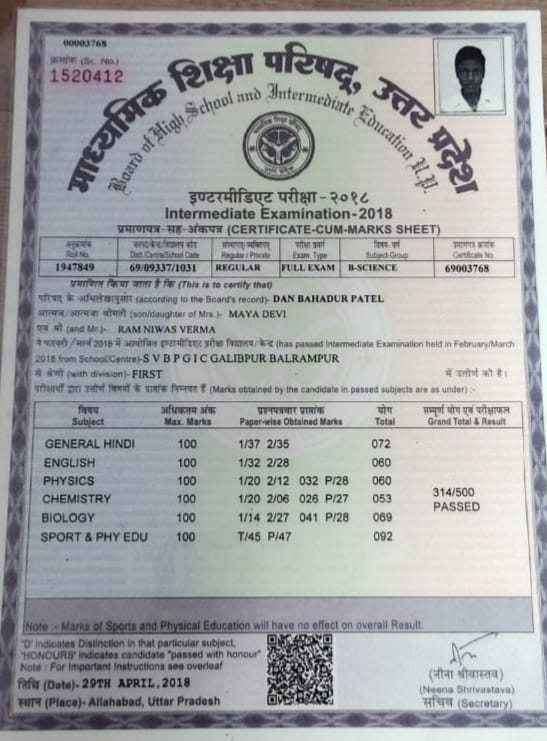 00003768
क्रमांक (Sr. No.)
1520412
माध्यमिक शिक्षा परिषद्, उत्तर प्रदेश
Board of High School and Intermediate Education U.P.
इण्टरमीडिएट परीक्षा-२०१८
Intermediate Examination-2018
प्रमाणपत्र-सह-अंकपत्र (CERTIFICATE-CUM-MARKS SHEET)
अनुक्रमांक जनपद/केन्द्र/विद्यालय कोड संस्थागत/व्यक्तिगत परीक्षा प्रकार विषय-वर्ग प्रमाणपत्र क्रमांक
Roll No. Distt./Centre/School Code Regular / Private Exam. Type Subject-Group Certificate No.
1947849 69/09337/1031 REGULAR FULL EXAM B-SCIENCE 69003768
प्रमाणित किया जाता है कि (This is to certify that)
परिषद के अभिलेखानुसार (according to the Board's record)- DAN BAHADUR PATEL
आत्मज/आत्मजा श्रीमती (son/daughter of Mrs.)- MAYA DEVI
एवं श्री (and Mr.)- RAM NIWAS VERMA
ने फरवरी/मार्च 2018 में आयोजित इण्टरमीडिएट परीक्षा विद्यालय/केन्द्र (has passed Intermediate Examination held in February/March
2018 from School/Centre)- S V B P G I C GALIBPUR BALRAMPUR
से श्रेणी (with division)- FIRST में उत्तीर्ण की है।
परीक्षार्थी द्वारा उत्तीर्ण विषयों के प्राप्तांक निम्नवत हैं (Marks obtained by the candidate in passed subjects are as under) :-
विषय अधिकतम अंक प्रश्नपत्रवार प्राप्तांक योग सम्पूर्ण योग एवं परीक्षाफल
Subject Max. Marks Paper-wise Obtained Marks Total Grand Total & Result
GENERAL HINDI 100 1/37 2/35 072
ENGLISH 100 1/32 2/28 060
PHYSICS 100 1/20 2/12 032 P/28 060
CHEMISTRY 100 1/20 2/06 026 P/27 053
314/500
PASSED
BIOLOGY 100 1/14 2/27 041 P/28 069
SPORT & PHY EDU 100 T/45 P/47 092
Note :- Marks of Sports and Physical Education will have no effect on overall Result.
'D' indicates Distinction in that particular subject.
'HONOURS' indicates candidate "passed with honour"
Note : For Important Instructions see overleaf
तिथि (Date)- 29TH APRIL,2018
स्थान (Place)- Allahabad, Uttar Pradesh
(नीना श्रीवास्तव)
(Neena Shrivastava)
सचिव (Secretary)